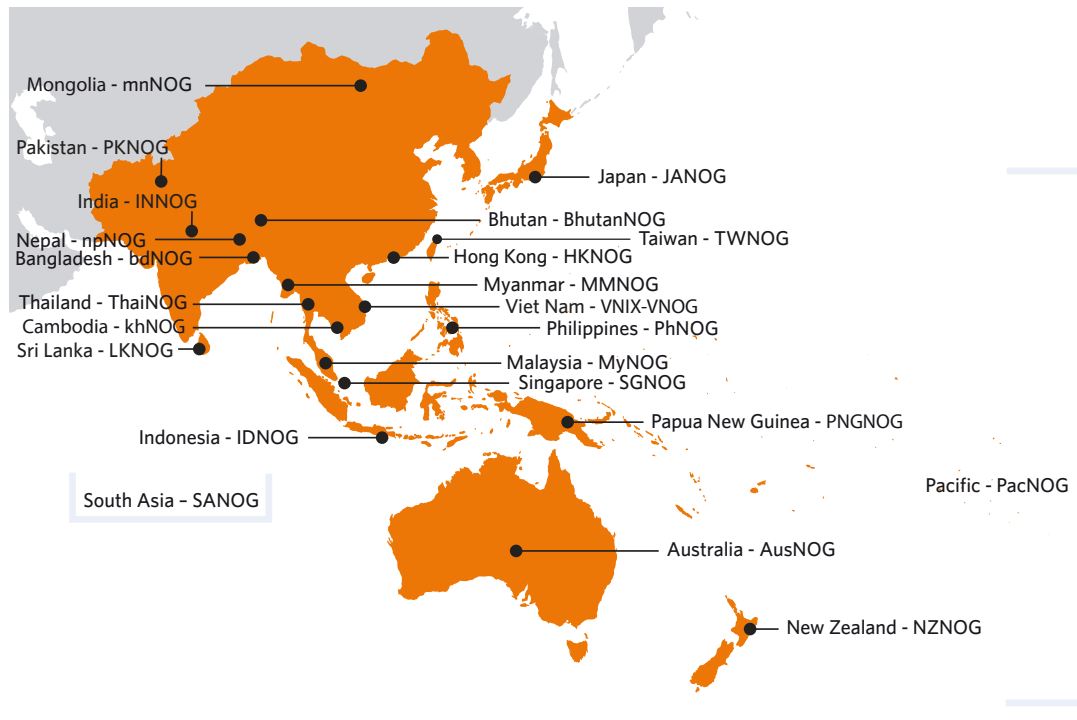 Mongolia - mnNOG
Pakistan - PKNOG
Japan - JANOG
India - INNOG
Bhutan - BhutanNOG
Nepal - npNOG
Taiwan - TWNOG
Bangladesh - bdNOG
Hong Kong - HKNOG
Myanmar - MMNOG
Thailand - ThaiNOG
Viet Nam - VNIX-VNOG
Cambodia - khNOG
Philippines - PhNOG
Sri Lanka - LKNOG
Malaysia - MyNOG
Singapore - SGNOG
Papua New Guinea - PNGNOG
Indonesia - IDNOG
Pacific - PacNOG
South Asia – SANOG
Australia - AusNOG
New Zealand - NZNOG